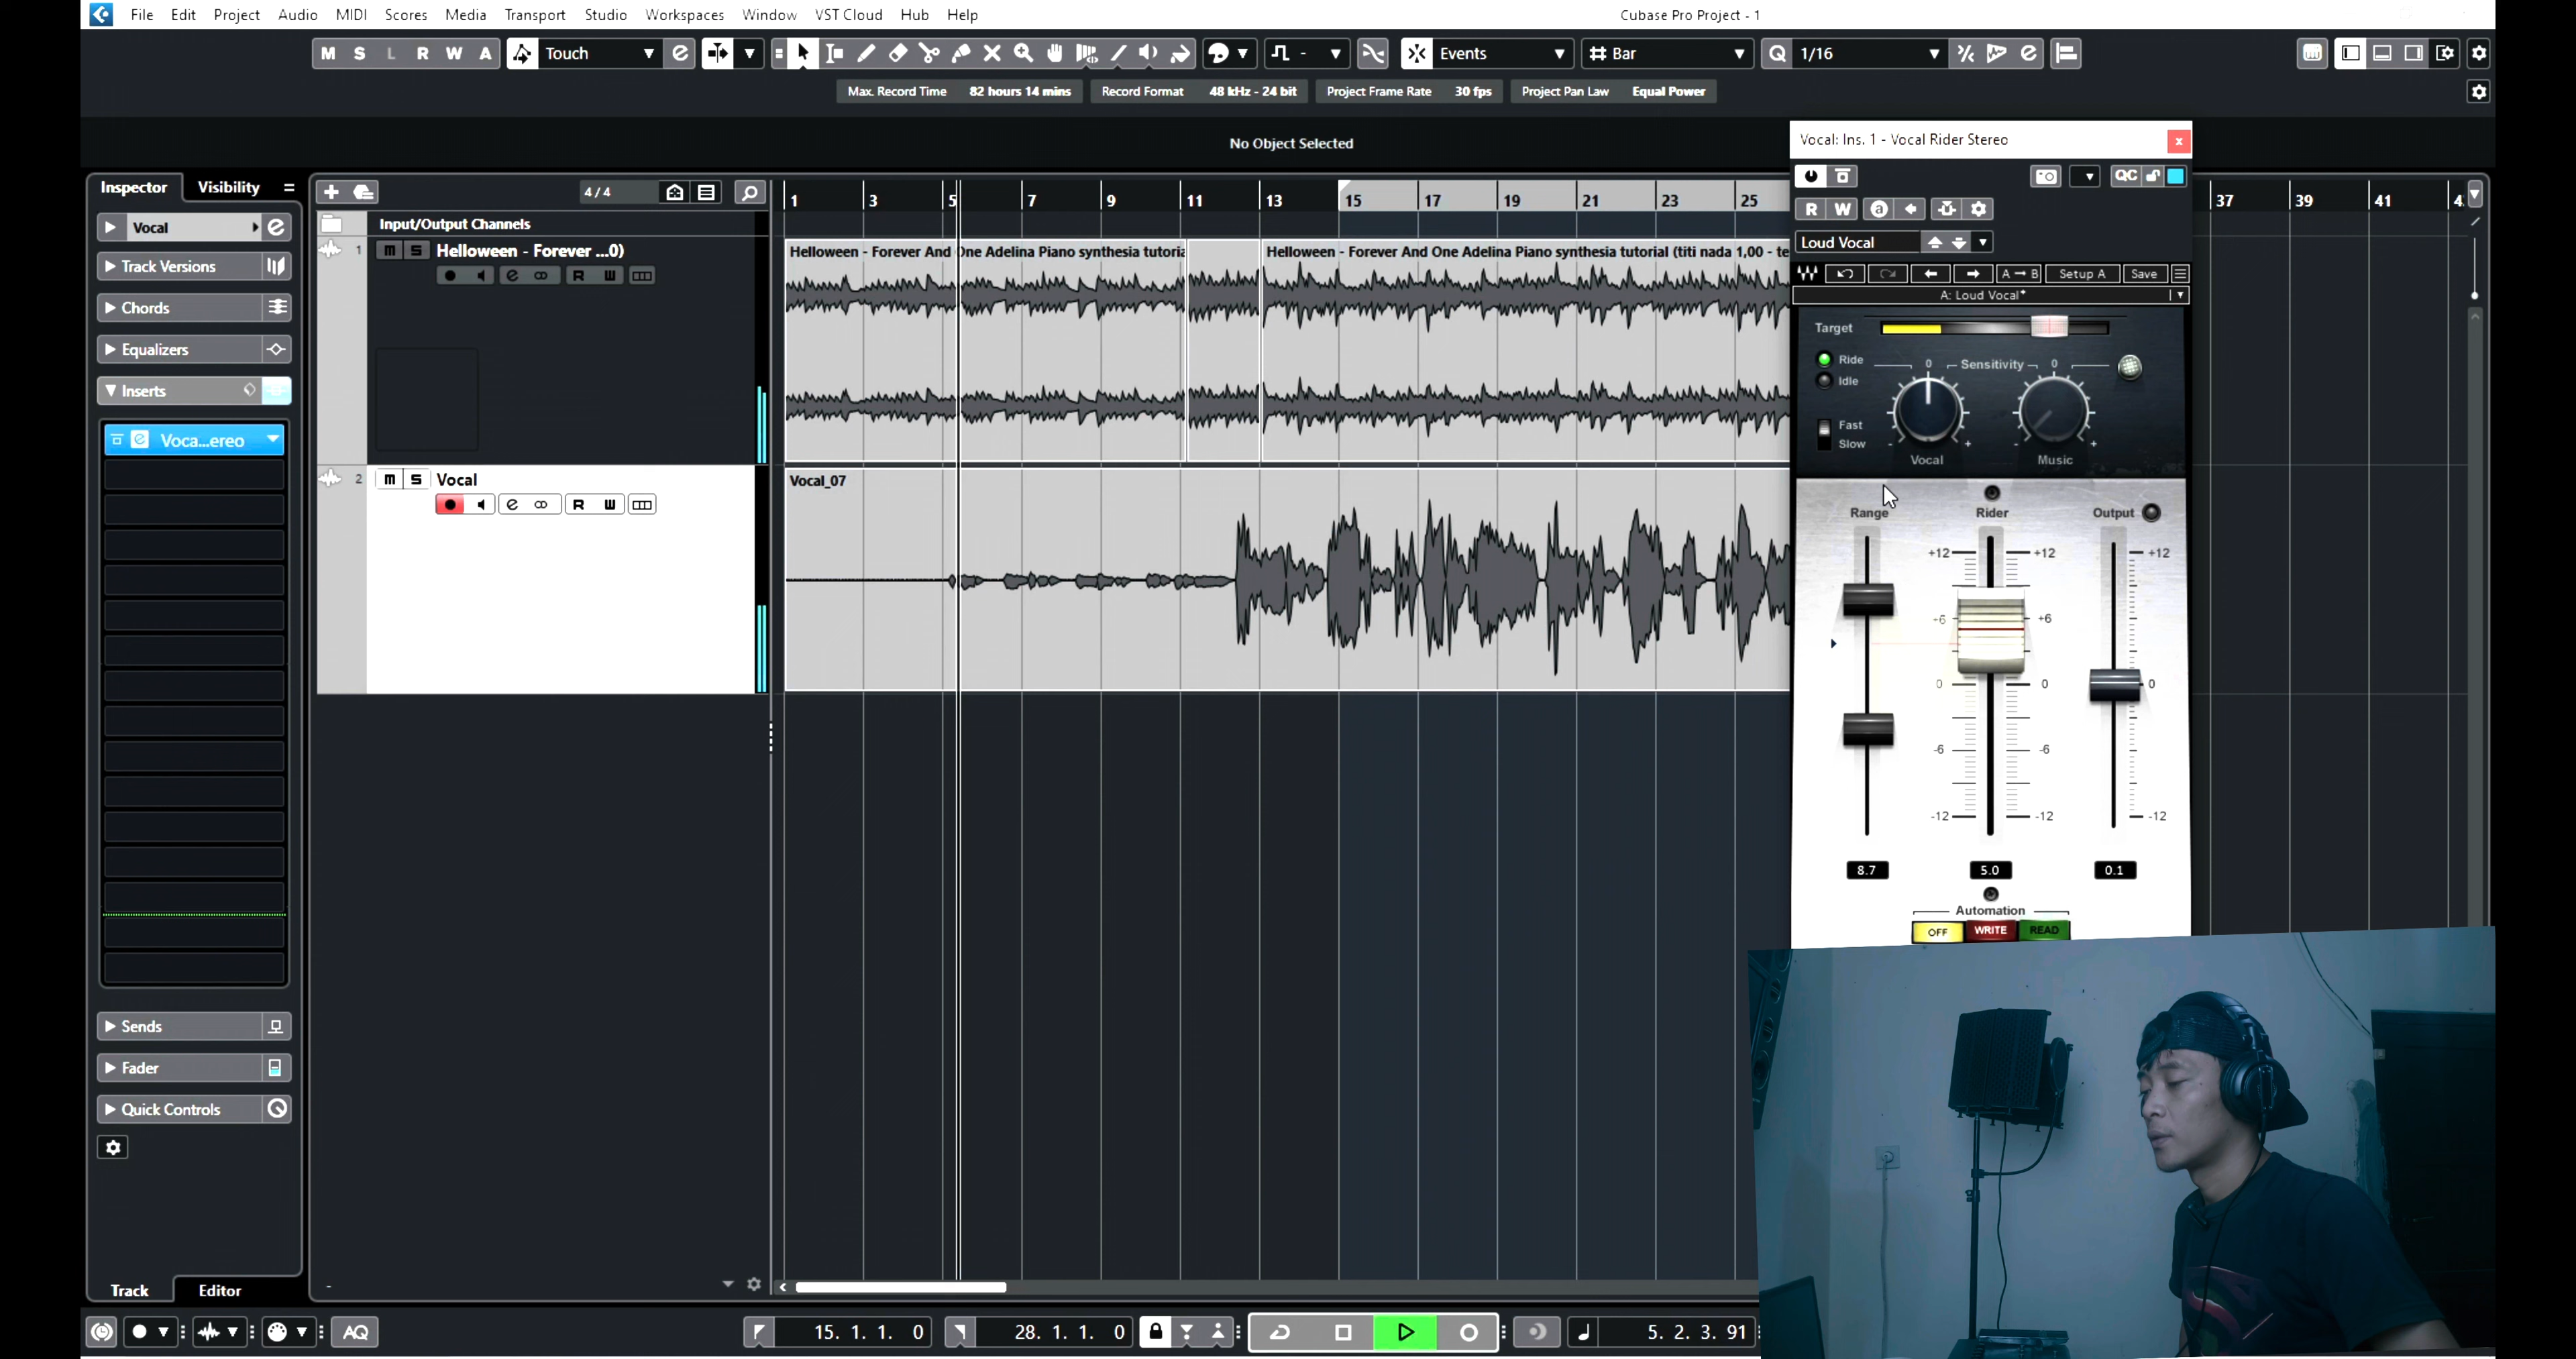 File Edit Project Audio MIDI Scores Media Transport Studio Workspaces Window VST Cloud Hub Help
Cubase Pro Project - 1
M S L R W A Touch Events Bar Q 1/16
Max. Record Time 82 hours 14 mins Record Format 48 kHz - 24 bit Project Frame Rate 30 fps Project Pan Law Equal Power
No Object Selected
Inspector Visibility
Vocal
Track Versions
Chords
Equalizers
Inserts
Voca...ereo
Sends
Fader
Quick Controls
Track Editor
4/4
Input/Output Channels
1 m s Helloween - Forever ...0)
R W
2 m s Vocal
R W
1 3 5 7 9 11 13 15 17 19 21 23 25 37 39 41
Helloween - Forever And One Adelina Piano synthesia tutoria
Helloween - Forever And One Adelina Piano synthesia tutorial (titi nada 1,00 - te
Vocal_07
Vocal: Ins. 1 - Vocal Rider Stereo x
QC
R W a
Loud Vocal
A → B Setup A Save
A: Loud Vocal*
Target
Ride
Idle
0 Sensitivity 0
Fast
Slow
- + - +
Vocal Music
Range Rider Output
+12 +12 +12
-6 +6
0 0 0
-6 -6
-12 -12 -12
8.7 5.0 0.1
Automation
OFF WRITE READ
AQ 15. 1. 1. 0 28. 1. 1. 0 5. 2. 3. 91